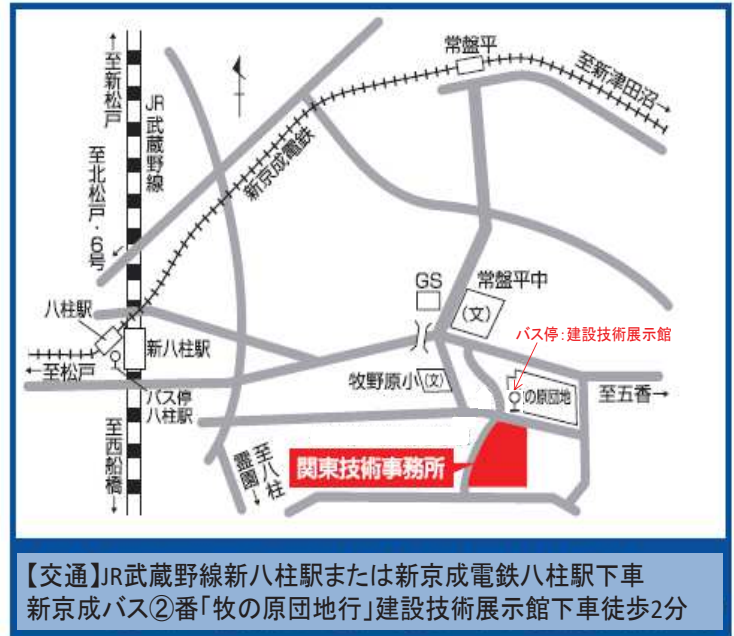 常盤平
至新津田沼→
←至新松戸
JR武蔵野線
新京成電鉄
至北松戸・6号
←
GS
常盤平中
(文)
バス停:建設技術展示館
八柱駅
新八柱駅
←至松戸
バス停
八柱駅
牧野原小(文)
の原団地
至五香→
至西船橋→
至八柱
霊園→
関東技術事務所
【交通】JR武蔵野線新八柱駅または新京成電鉄八柱駅下車
新京成バス②番「牧の原団地行」建設技術展示館下車徒歩2分